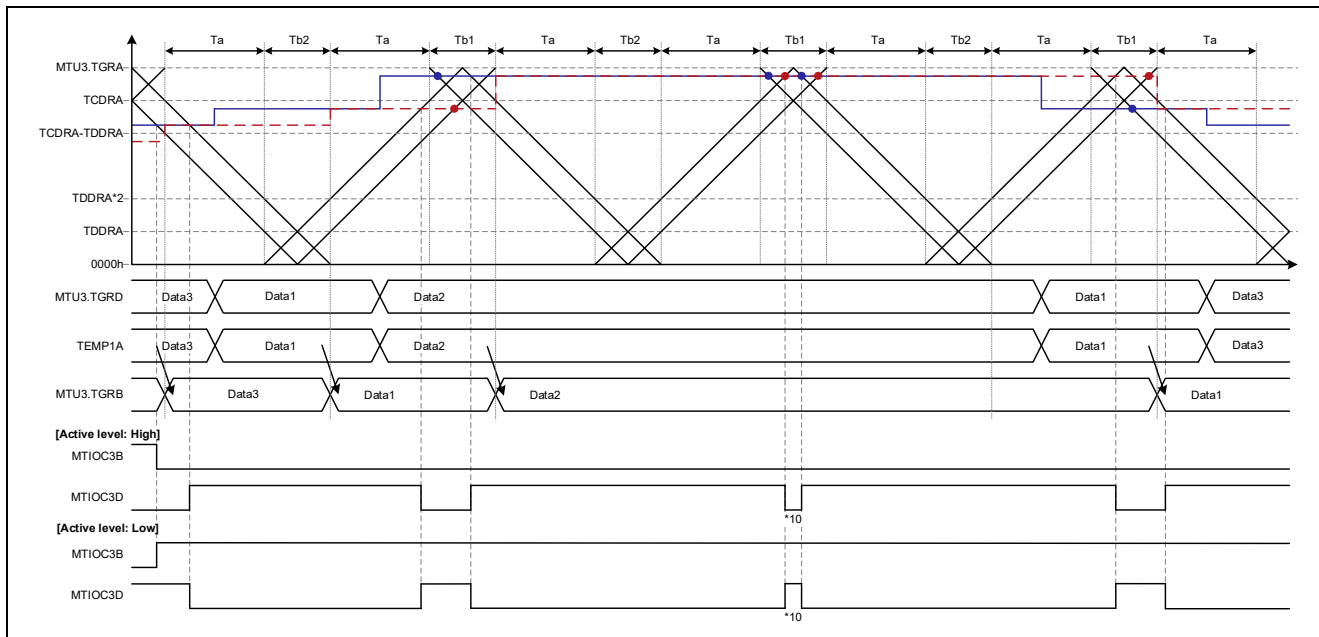 Ta Tb2 Ta Tb1 Ta Tb2 Ta Tb1 Ta Tb2 Ta Tb1 Ta
MTU3.TGRA
TCDRA
TCDRA-TDDRA
TDDRA*2
TDDRA
0000h
MTU3.TGRD Data3 Data1 Data2 Data1 Data3
TEMP1A Data3 Data1 Data2 Data1 Data3
MTU3.TGRB Data3 Data1 Data2 Data1
[Active level: High]
MTIOC3B
MTIOC3D
*10
[Active level: Low]
MTIOC3B
MTIOC3D
*10